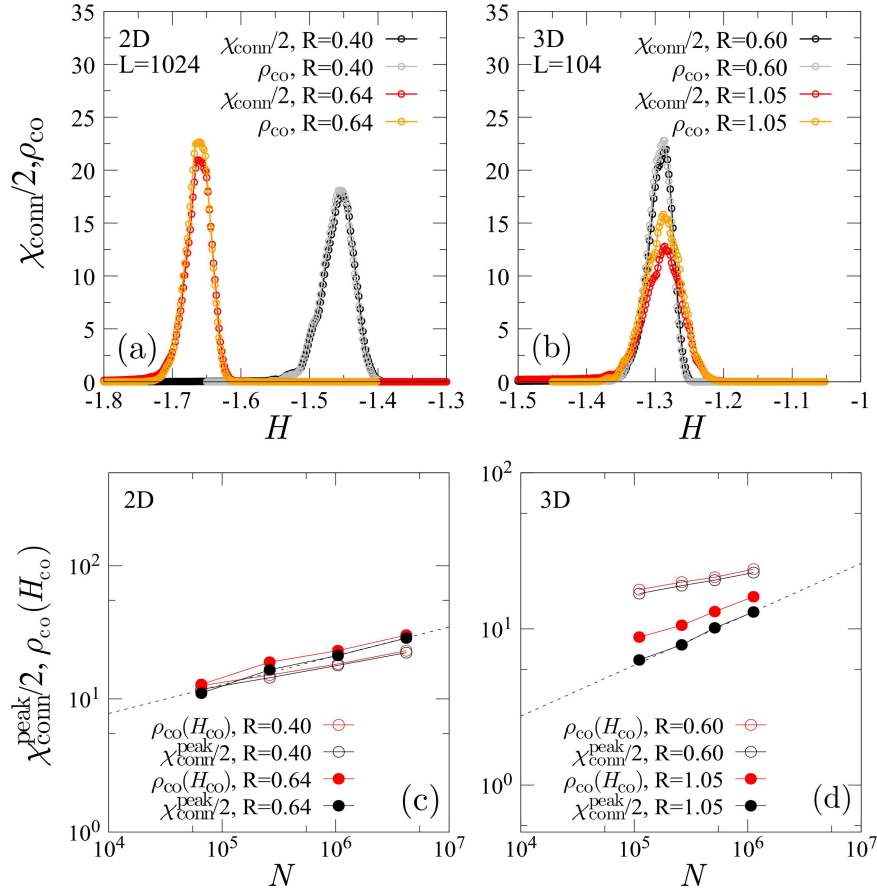 2D
L=1024
χconn/2, R=0.40
ρco, R=0.40
χconn/2, R=0.64
ρco, R=0.64
35
30
25
20
15
10
5
0
χconn/2,ρco
(a)
-1.8 -1.7 -1.6 -1.5 -1.4 -1.3
H
3D
L=104
χconn/2, R=0.60
ρco, R=0.60
χconn/2, R=1.05
ρco, R=1.05
35
30
25
20
15
10
5
0
(b)
-1.5 -1.4 -1.3 -1.2 -1.1 -1
H
2D
10^2
10^1
10^0
χ^peak_conn/2, ρco(Hco)
ρco(Hco), R=0.40
χ^peak_conn/2, R=0.40
ρco(Hco), R=0.64
χ^peak_conn/2, R=0.64
(c)
10^4 10^5 10^6 10^7
N
3D
10^2
10^1
10^0
ρco(Hco), R=0.60
χ^peak_conn/2, R=0.60
ρco(Hco), R=1.05
χ^peak_conn/2, R=1.05
(d)
10^4 10^5 10^6 10^7
N